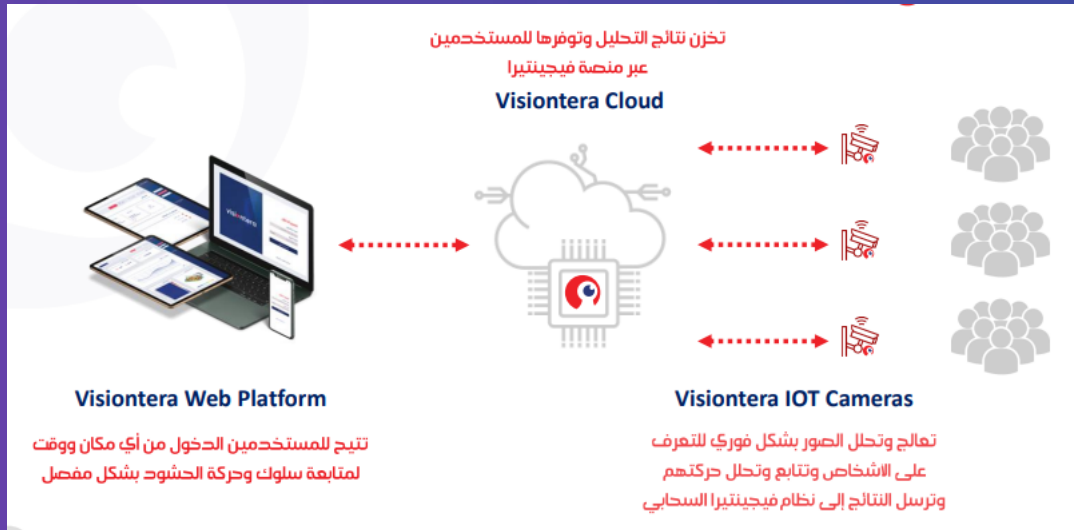 تخزن نتائج التحليل وتوفرها للمستخدمين
عبر منصة فيجينتيرا
Visiontera Cloud
visiontera
Visiontera Web Platform
تتيح للمستخدمين الدخول من أي مكان ووقت
لمتابعة سلوك وحركة الحشود بشكل مفصل
Visiontera IOT Cameras
تعالج وتحلل الصور بشكل فوري للتعرف
على الاشخاص وتتابع وتحلل حركتهم
وترسل النتائج إلى نظام فيجينتيرا السحابي